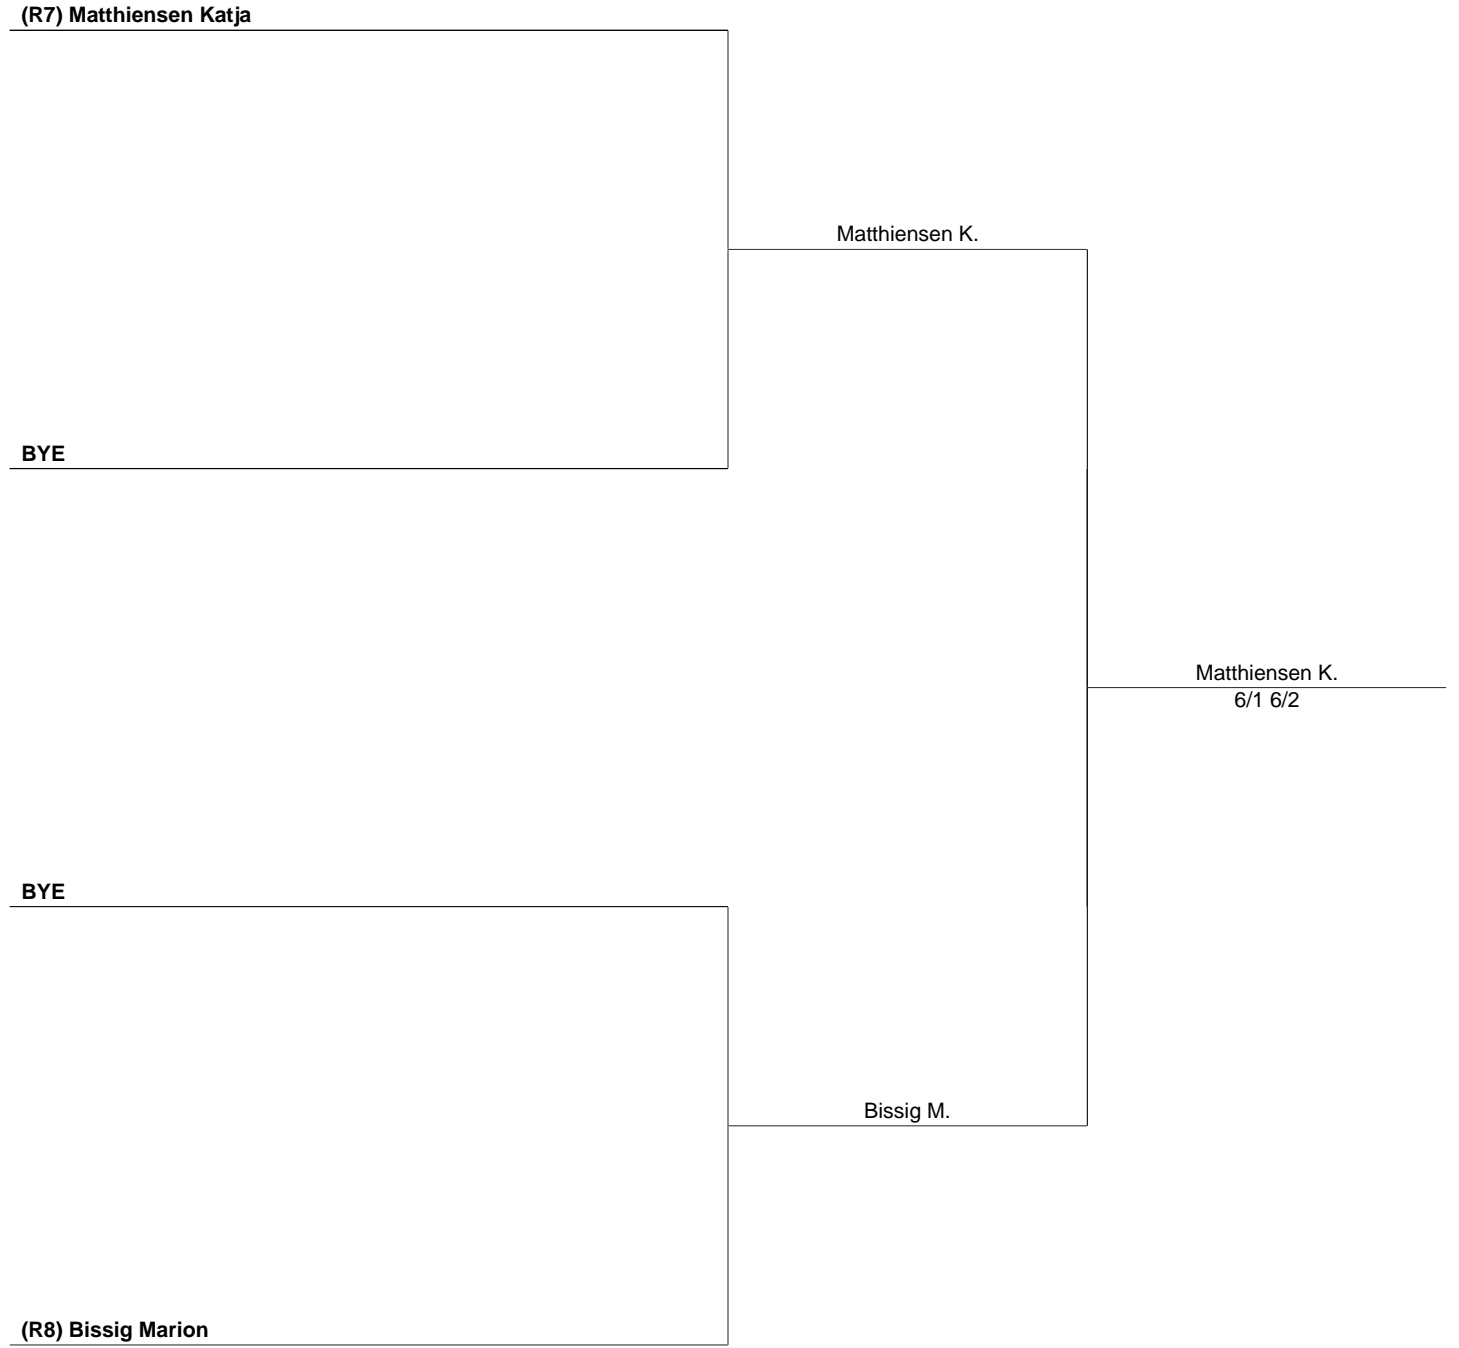 (R7) Matthiensen Katja
Matthiensen K.
BYE
Matthiensen K.
6/1 6/2
BYE
Bissig M.
(R8) Bissig Marion